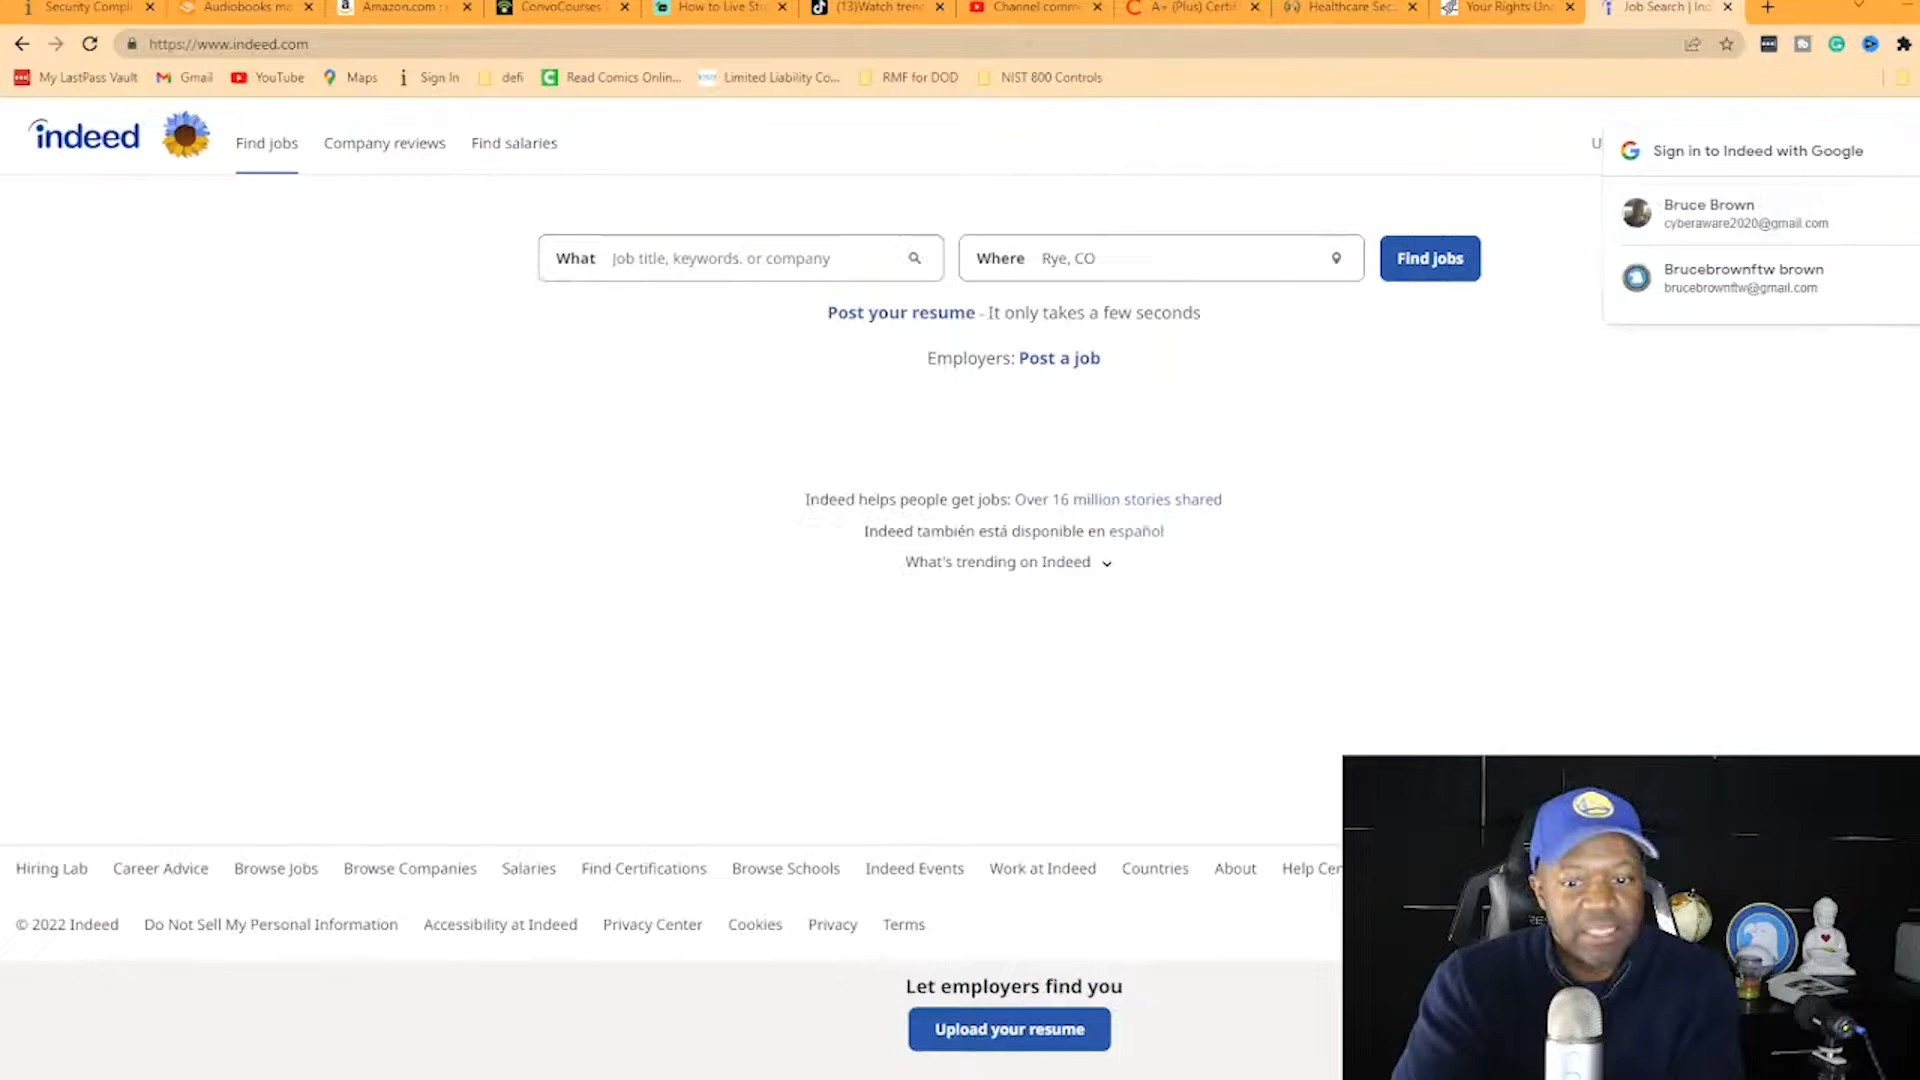 Security Compli
Audiobooks ma
Amazon.com :
ConvoCourses
How to Live Str
(13)Watch tren
Channel comm
A+ (Plus) Certif
Healthcare Sec
Your Rights Un
Job Search | In
https://www.indeed.com
My LastPass Vault
Gmail
YouTube
Maps
Sign In
defi
Read Comics Onlin...
Limited Liability Co...
RMF for DOD
NIST 800 Controls
indeed
Find jobs
Company reviews
Find salaries
U
Sign in to Indeed with Google
Bruce Brown
cyberaware2020@gmail.com
Brucebrownftw brown
brucebrownftw@gmail.com
What Job title, keywords. or company
Where Rye, CO
Find jobs
Post your resume - It only takes a few seconds
Employers: Post a job
Indeed helps people get jobs: Over 16 million stories shared
Indeed también está disponible en español
What's trending on Indeed
Hiring Lab
Career Advice
Browse Jobs
Browse Companies
Salaries
Find Certifications
Browse Schools
Indeed Events
Work at Indeed
Countries
About
Help Cen
© 2022 Indeed
Do Not Sell My Personal Information
Accessibility at Indeed
Privacy Center
Cookies
Privacy
Terms
Let employers find you
Upload your resume